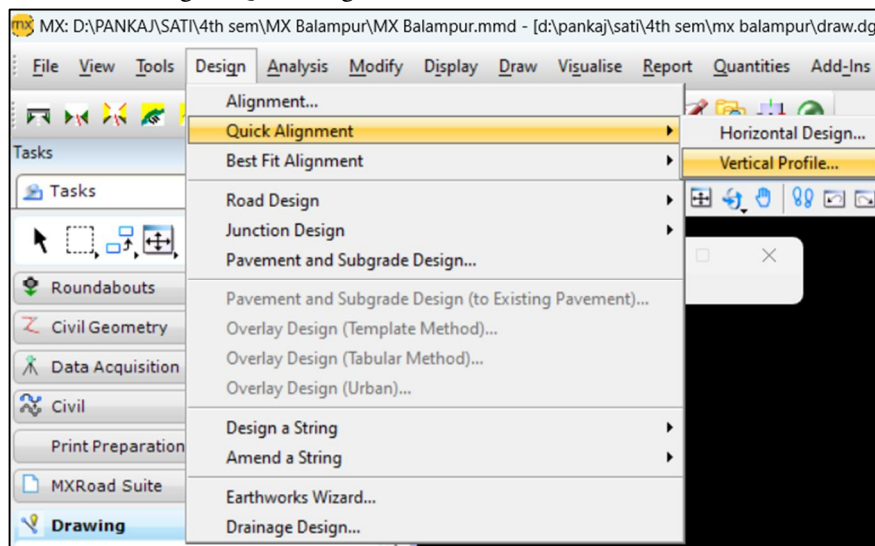 MX: D:\PANKAJ\SATI\4th sem\MX Balampur\MX Balampur.mmd - [d:\pankaj\sati\4th sem\mx balampur\draw.dg
File View Tools Design Analysis Modify Display Draw Visualise Report Quantities Add-Ins
Alignment...
Quick Alignment
Horizontal Design...
Tasks
Best Fit Alignment
Vertical Profile...
Tasks
Road Design
Junction Design
Pavement and Subgrade Design...
Roundabouts
Pavement and Subgrade Design (to Existing Pavement)...
Civil Geometry
Overlay Design (Template Method)...
Data Acquisition
Overlay Design (Tabular Method)...
Overlay Design (Urban)...
Civil
Design a String
Print Preparation
Amend a String
MXRoad Suite
Earthworks Wizard...
Drawing
Drainage Design...